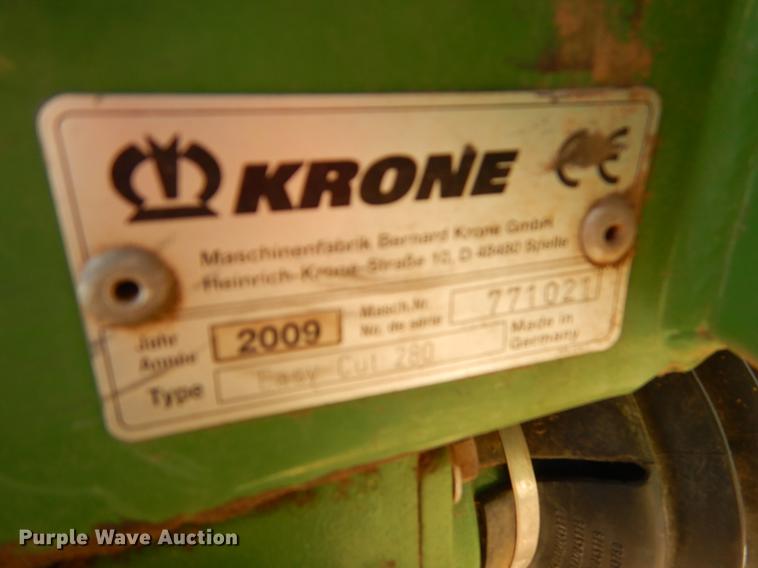 KRONE CE
Maschinenfabrik Bernard Krone GmbH
Heinrich-Krone-Straße 10, D 48480 Spelle
Jahr
Année 2009
Masch.Nr.
No. de série 771021
Type Easy Cut 280
Made in
Germany
Purple Wave Auction